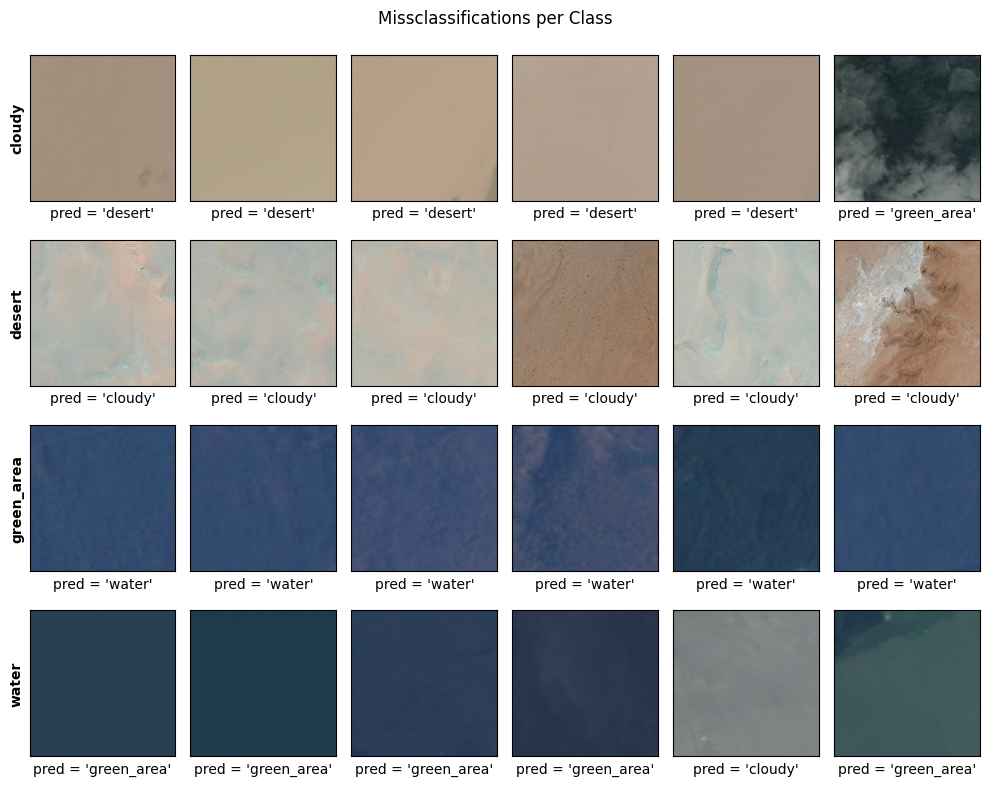 Missclassifications per Class
cloudy
pred = 'desert'
pred = 'desert'
pred = 'desert'
pred = 'desert'
pred = 'desert'
pred = 'green_area'
desert
pred = 'cloudy'
pred = 'cloudy'
pred = 'cloudy'
pred = 'cloudy'
pred = 'cloudy'
pred = 'cloudy'
green_area
pred = 'water'
pred = 'water'
pred = 'water'
pred = 'water'
pred = 'water'
pred = 'water'
water
pred = 'green_area'
pred = 'green_area'
pred = 'green_area'
pred = 'green_area'
pred = 'cloudy'
pred = 'green_area'